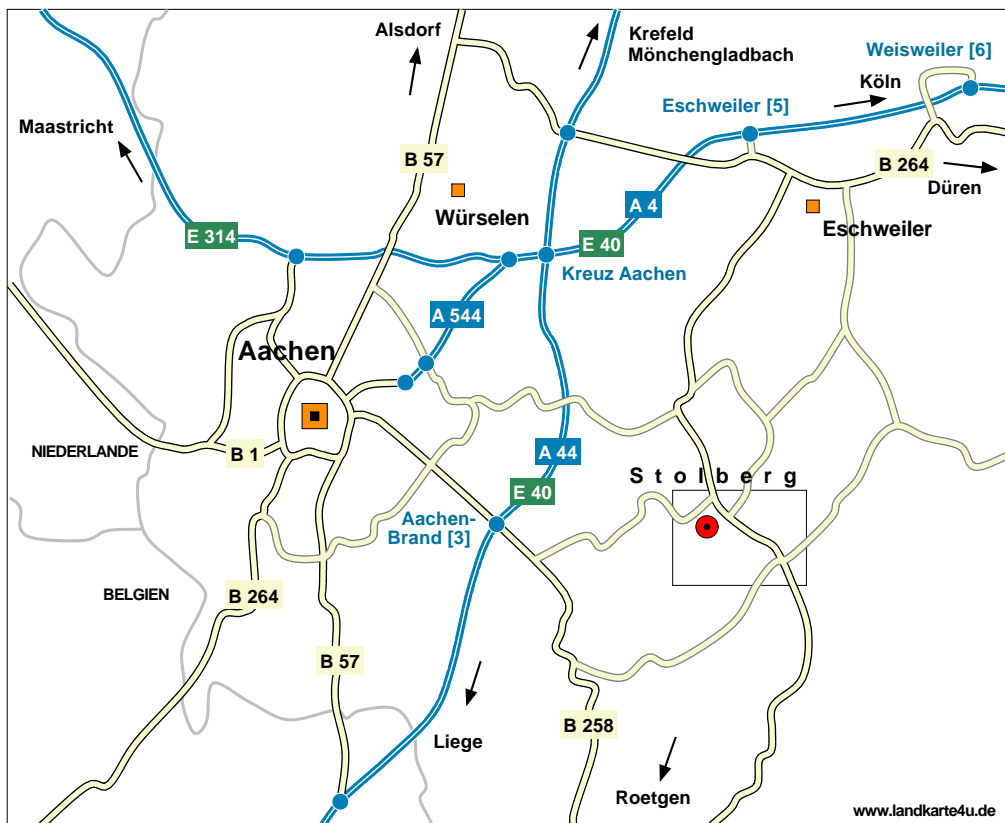 Alsdorf
Krefeld
Mönchengladbach
Weisweiler [6]
Köln
Eschweiler [5]
Maastricht
B 57
B 264
Düren
Würselen
A 4
Eschweiler
E 314
E 40
Kreuz Aachen
A 544
Aachen
NIEDERLANDE
B 1
A 44
Stolberg
E 40
Aachen-
Brand [3]
BELGIEN
B 264
B 57
B 258
Liege
Roetgen
www.landkarte4u.de